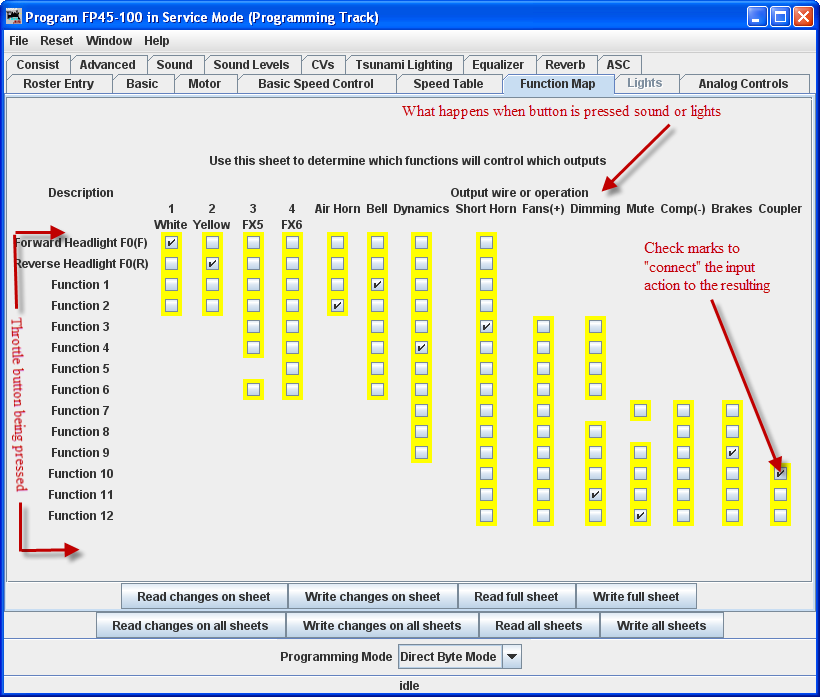 Program FP45-100 in Service Mode (Programming Track)
File Reset Window Help
Consist Advanced Sound Sound Levels CVs Tsunami Lighting Equalizer Reverb ASC
Roster Entry Basic Motor Basic Speed Control Speed Table Function Map Lights Analog Controls
What happens when button is pressed sound or lights
Use this sheet to determine which functions will control which outputs
Description Output wire or operation
1 2 3 4 Air Horn Bell Dynamics Short Horn Fans(+) Dimming Mute Comp(-) Brakes Coupler
White Yellow FX5 FX6
Forward Headlight F0(F)
Reverse Headlight F0(R)
Function 1
Function 2
Function 3
Function 4
Function 5
Function 6
Function 7
Function 8
Function 9
Function 10
Function 11
Function 12
Check marks to
"connect" the input
action to the resulting
Throttle button being pressed
Read changes on sheet Write changes on sheet Read full sheet Write full sheet
Read changes on all sheets Write changes on all sheets Read all sheets Write all sheets
Programming Mode Direct Byte Mode
idle